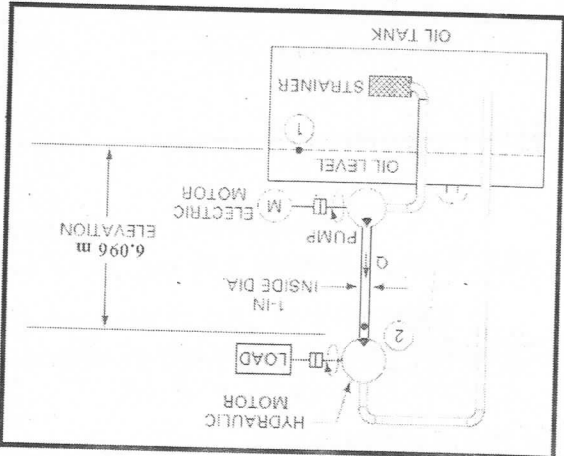 HYDRAULIC
MOTOR
LOAD
2
1-IN
INSIDE DIA.
Q
6.096 m
ELEVATION
PUMP
ELECTRIC
MOTOR
M
OIL LEVEL
1
STRAINER
OIL TANK